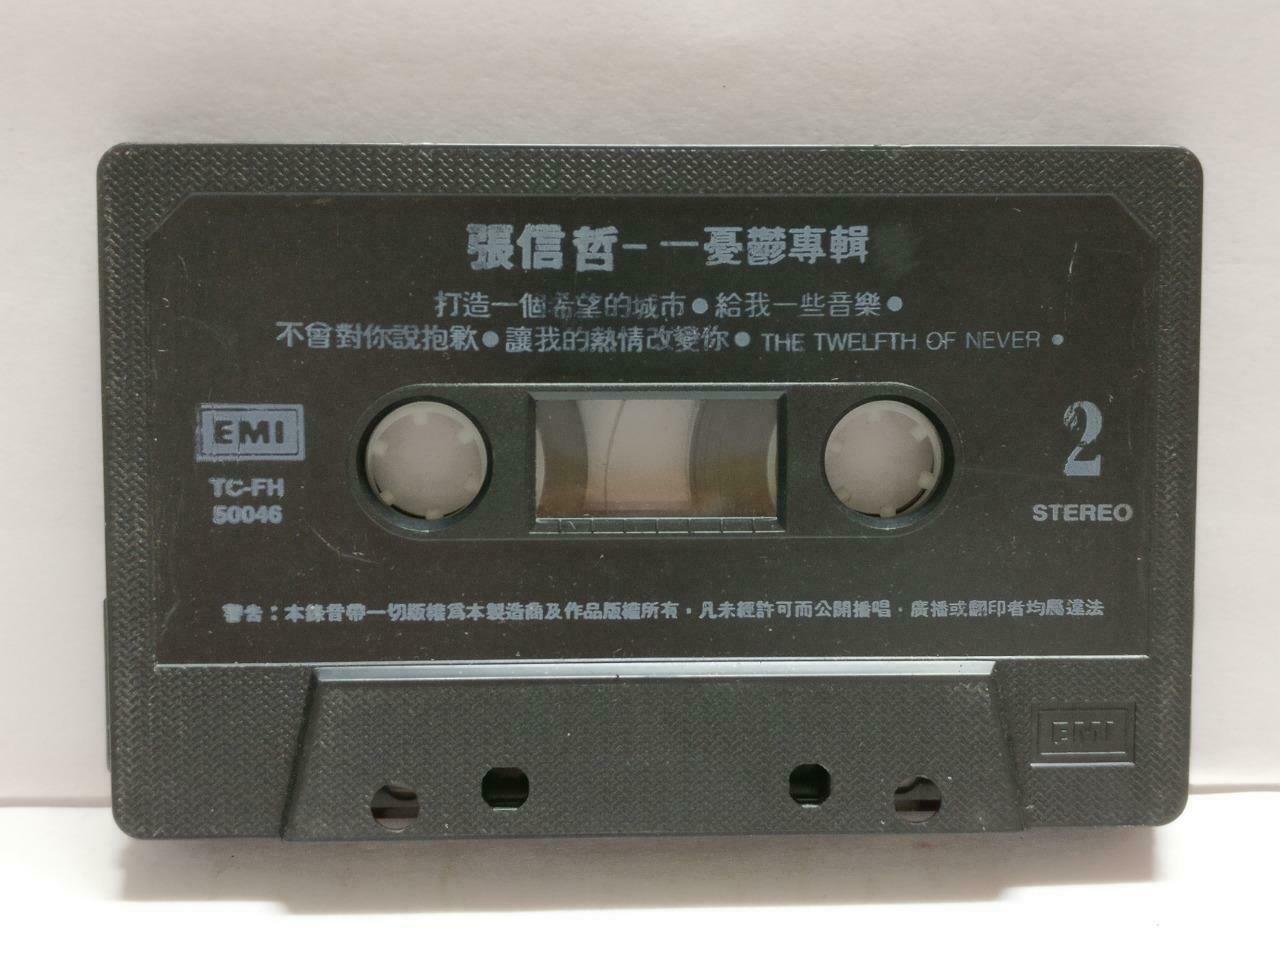 張信哲－－憂鬱專輯
打造一個希望的城市●給我一些音樂●
不會對你說抱歉●讓我的熱情改變你●THE TWELFTH OF NEVER●
EMI
TC-FH
50046
2
STEREO
警告：本錄音帶一切版權為本製造商及作品版權所有，凡未經許可而公開播唱，廣播或翻印者均屬違法
EMI